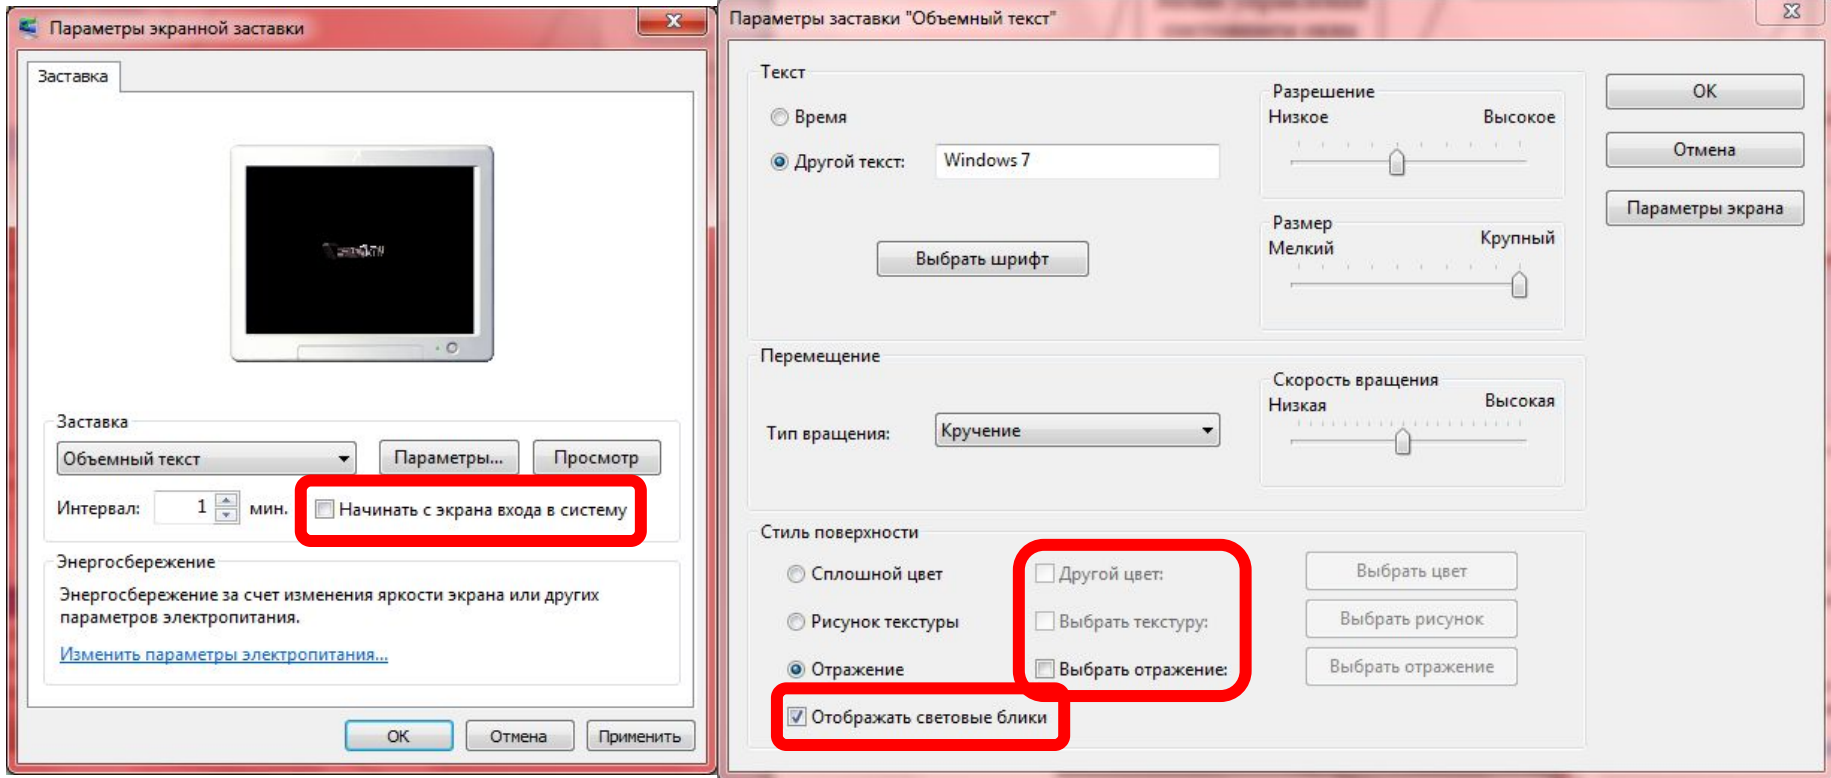 Параметры экранной заставки
Заставка
Заставка
Объемный текст
Параметры...
Просмотр
Интервал: 1 мин.
Начинать с экрана входа в систему
Энергосбережение
Энергосбережение за счет изменения яркости экрана или других
параметров электропитания.
Изменить параметры электропитания...
ОК
Отмена
Применить
Параметры заставки "Объемный текст"
Текст
Время
Другой текст: Windows 7
Выбрать шрифт
Разрешение
Низкое Высокое
Размер
Мелкий Крупный
ОК
Отмена
Параметры экрана
Перемещение
Тип вращения: Кручение
Скорость вращения
Низкая Высокая
Стиль поверхности
Сплошной цвет Другой цвет: Выбрать цвет
Рисунок текстуры Выбрать текстуру: Выбрать рисунок
Отражение Выбрать отражение: Выбрать отражение
Отображать световые блики